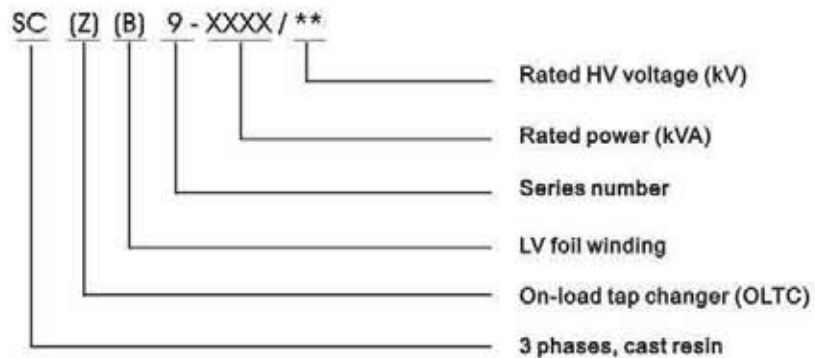 SC (Z) (B) 9 - XXXX / **
Rated HV voltage (kV)
Rated power (kVA)
Series number
LV foil winding
On-load tap changer (OLTC)
3 phases, cast resin